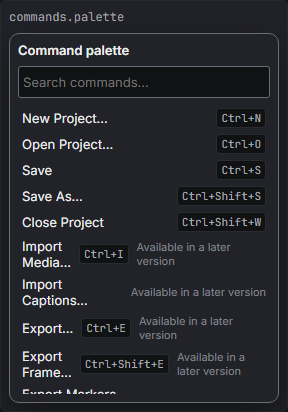 commands.palette
Command palette
Search commands...
New Project... Ctrl+N
Open Project... Ctrl+O
Save Ctrl+S
Save As... Ctrl+Shift+S
Close Project Ctrl+Shift+W
Import Media... Ctrl+I Available in a later version
Import Captions... Available in a later version
Export... Ctrl+E Available in a later version
Export Frame... Ctrl+Shift+E Available in a later version
Export Markers